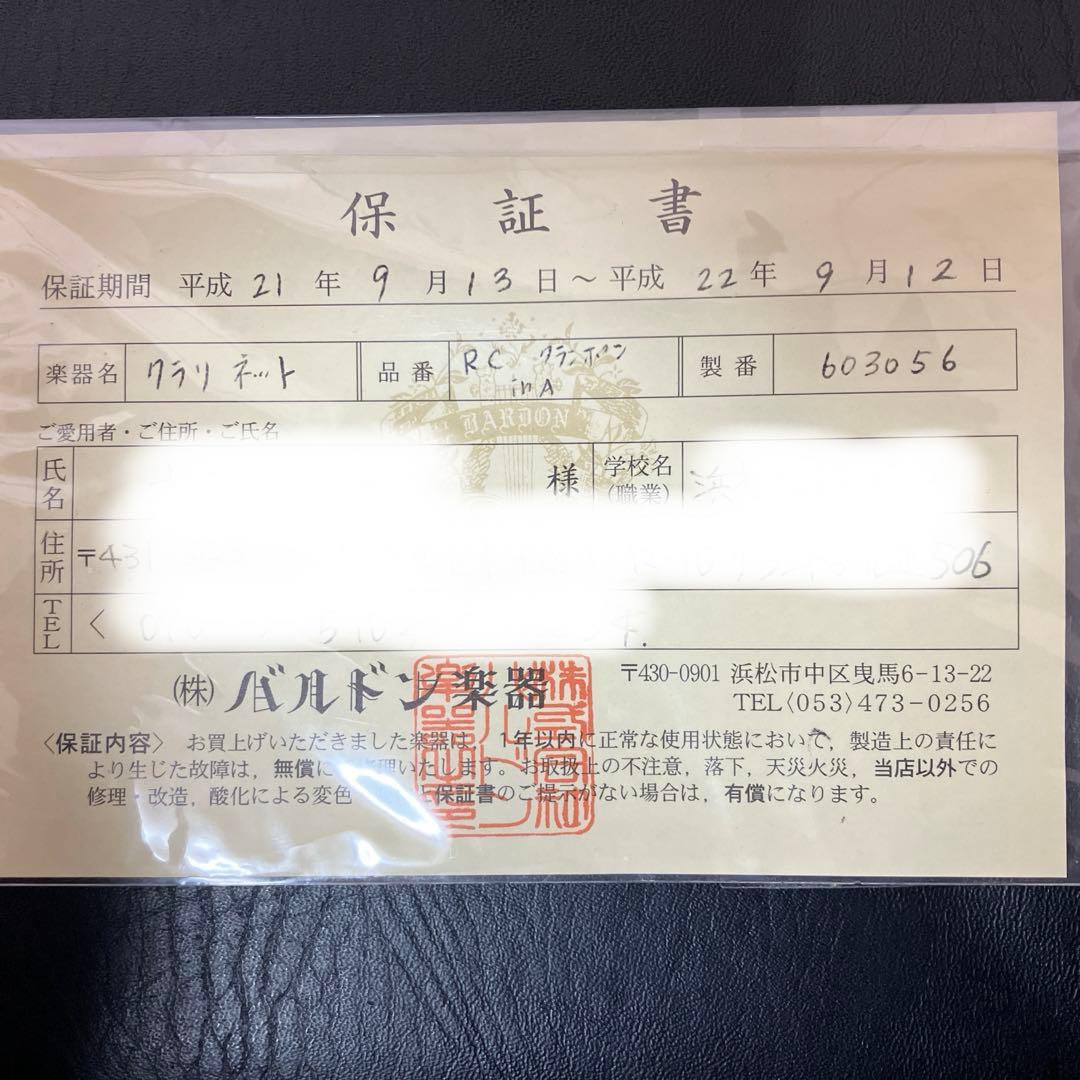 保証書
保証期間 平成 21 年 9 月 13 日 ～ 平成 22 年 9 月 12 日
楽器名 クラリネット 品番 RC クランポン in A 製番 603056
BARDON
ご愛用者・ご住所・ご氏名
氏名 様 学校名(職業) 浜
住所 〒431 506
TEL
(株)バルドン楽器
〒430-0901 浜松市中区曳馬6-13-22
TEL〈053〉473-0256
〈保証内容〉 お買上げいただきました楽器は，1年以内に正常な使用状態において，製造上の責任に
より生じた故障は，無償に 修理いたします。お取扱上の不注意，落下，天災火災，当店以外での
修理・改造，酸化による変色 保証書のご提示がない場合は，有償になります。